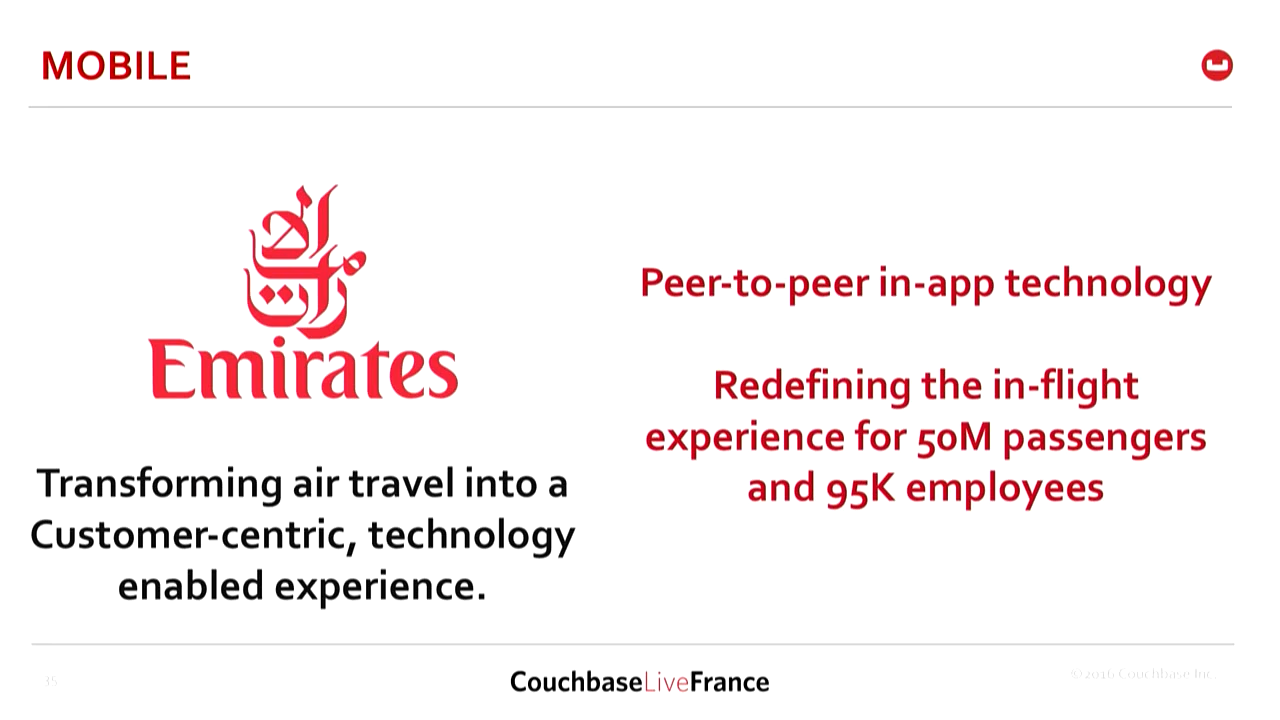 MOBILE
Emirates
Transforming air travel into a
Customer-centric, technology
enabled experience.
Peer-to-peer in-app technology
Redefining the in-flight
experience for 50M passengers
and 95K employees
35
CouchbaseLiveFrance
©2016 Couchbase Inc.